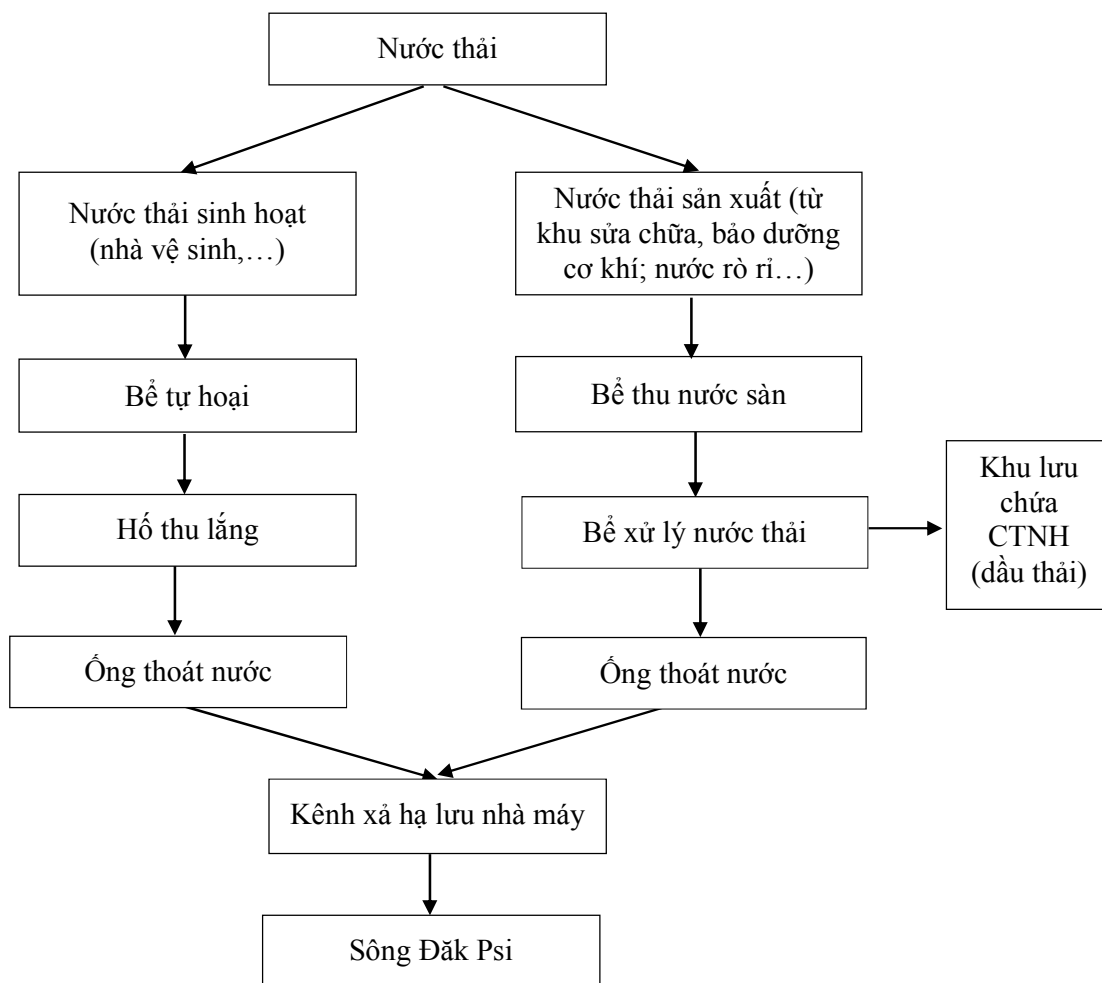 Nước thải
Nước thải sinh hoạt
(nhà vệ sinh,…)
Nước thải sản xuất (từ
khu sửa chữa, bảo dưỡng
cơ khí; nước rò rỉ…)
Bể tự hoại
Bể thu nước sàn
Hố thu lắng
Bể xử lý nước thải
Khu lưu
chứa
CTNH
(dầu thải)
Ống thoát nước
Ống thoát nước
Kênh xả hạ lưu nhà máy
Sông Đăk Psi